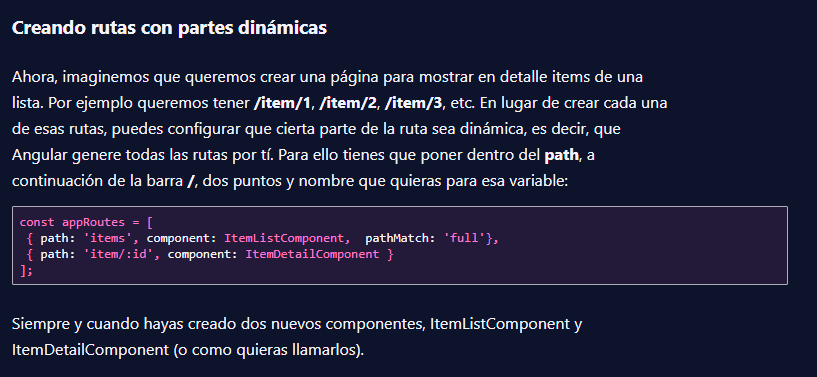 Creando rutas con partes dinámicas
Ahora, imaginemos que queremos crear una página para mostrar en detalle items de una
lista. Por ejemplo queremos tener /item/1, /item/2, /item/3, etc. En lugar de crear cada una
de esas rutas, puedes configurar que cierta parte de la ruta sea dinámica, es decir, que
Angular genere todas las rutas por tí. Para ello tienes que poner dentro del path, a
continuación de la barra /, dos puntos y nombre que quieras para esa variable:
const appRoutes = [
 { path: 'items', component: ItemListComponent,  pathMatch: 'full'},
 { path: 'item/:id', component: ItemDetailComponent }
];
Siempre y cuando hayas creado dos nuevos componentes, ItemListComponent y
ItemDetailComponent (o como quieras llamarlos).